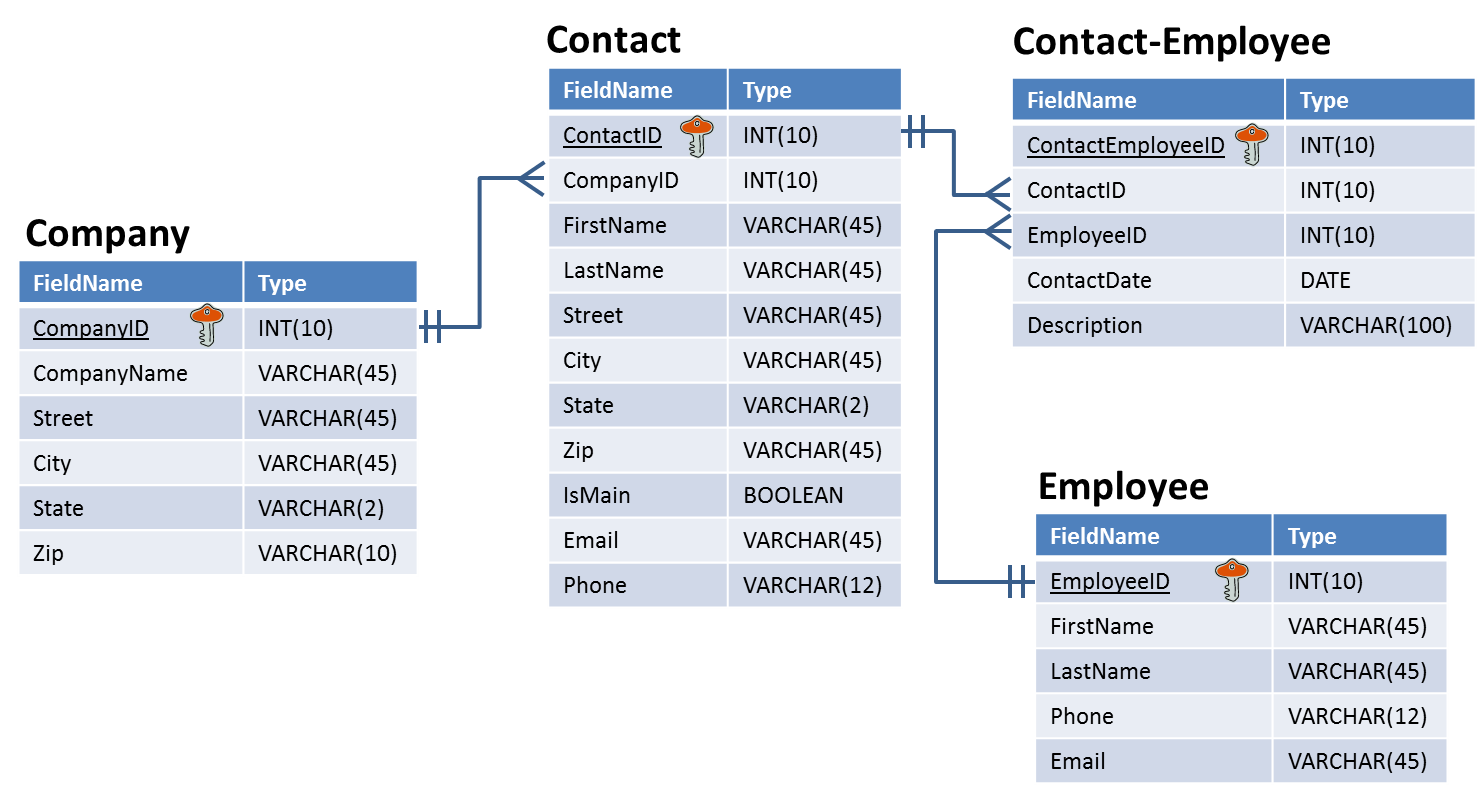 Company
FieldName Type
CompanyID INT(10)
CompanyName VARCHAR(45)
Street VARCHAR(45)
City VARCHAR(45)
State VARCHAR(2)
Zip VARCHAR(10)
Contact
FieldName Type
ContactID INT(10)
CompanyID INT(10)
FirstName VARCHAR(45)
LastName VARCHAR(45)
Street VARCHAR(45)
City VARCHAR(45)
State VARCHAR(2)
Zip VARCHAR(45)
IsMain BOOLEAN
Email VARCHAR(45)
Phone VARCHAR(12)
Contact-Employee
FieldName Type
ContactEmployeeID INT(10)
ContactID INT(10)
EmployeeID INT(10)
ContactDate DATE
Description VARCHAR(100)
Employee
FieldName Type
EmployeeID INT(10)
FirstName VARCHAR(45)
LastName VARCHAR(45)
Phone VARCHAR(12)
Email VARCHAR(45)